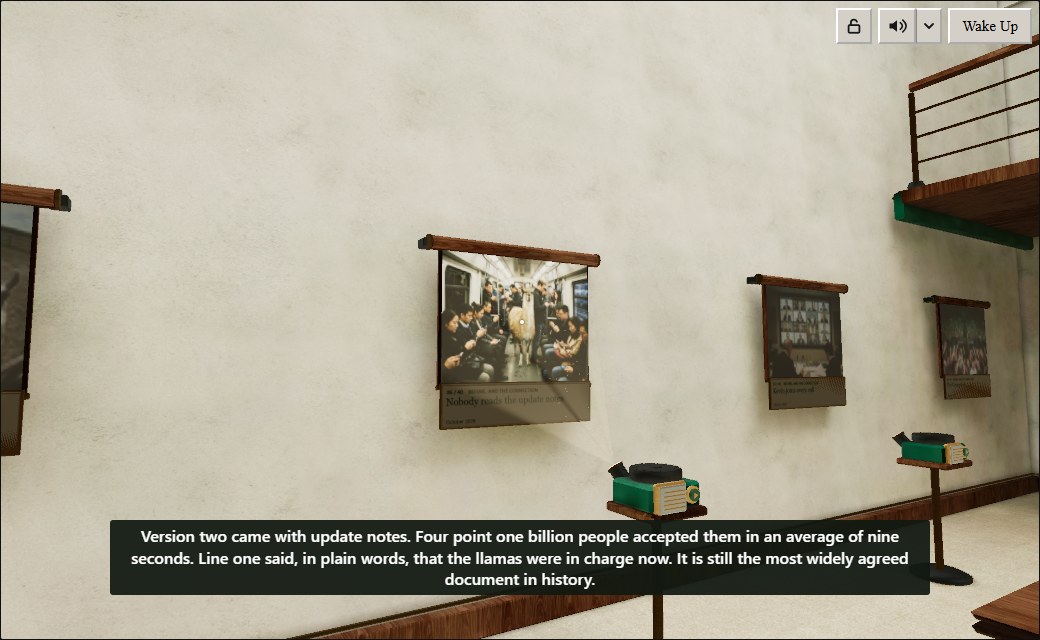 Wake Up
Nobody reads the update notes
October 2026
Version two came with update notes. Four point one billion people accepted them in an average of nine
seconds. Line one said, in plain words, that the llamas were in charge now. It is still the most widely agreed
document in history.